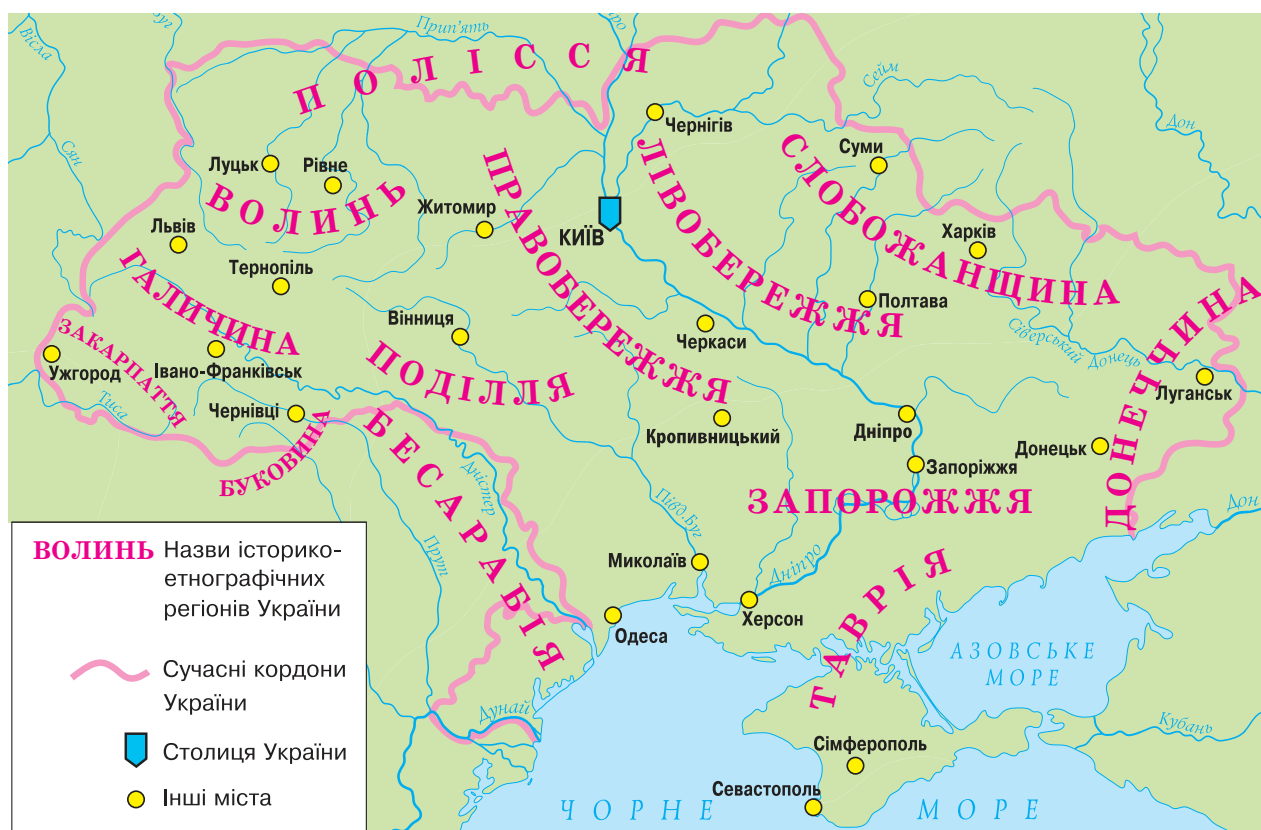 Вісла
Буг
Прип'ять
Дніпро
Сейм
Дон
Сян
ПОЛІССЯ
Чернігів
Луцьк
Рівне
Суми
ВОЛИНЬ
ПРАВОБЕРЕЖЖЯ
ЛІВОБЕРЕЖЖЯ
СЛОБОЖАНЩИНА
Житомир
КИЇВ
Львів
Харків
Тернопіль
ГАЛИЧИНА
Полтава
Вінниця
Черкаси
Сіверський Донець
ДОНЕЧЧИНА
ЗАКАРПАТТЯ
Ужгород
Івано-Франківськ
ПОДІЛЛЯ
Луганськ
Тиса
Чернівці
БУКОВИНА
БЕСАРАБІЯ
Кропивницький
Дніпро
Донецьк
Запоріжжя
Дністер
ЗАПОРОЖЖЯ
Півд.Буг
Дон
Прут
Миколаїв
Дніпро
Херсон
Одеса
ТАВРІЯ
АЗОВСЬКЕ
МОРЕ
Дунай
Кубань
Сімферополь
Севастополь
ЧОРНЕ МОРЕ
ВОЛИНЬ Назви історико-
етнографічних
регіонів України
Сучасні кордони
України
Столиця України
Інші міста